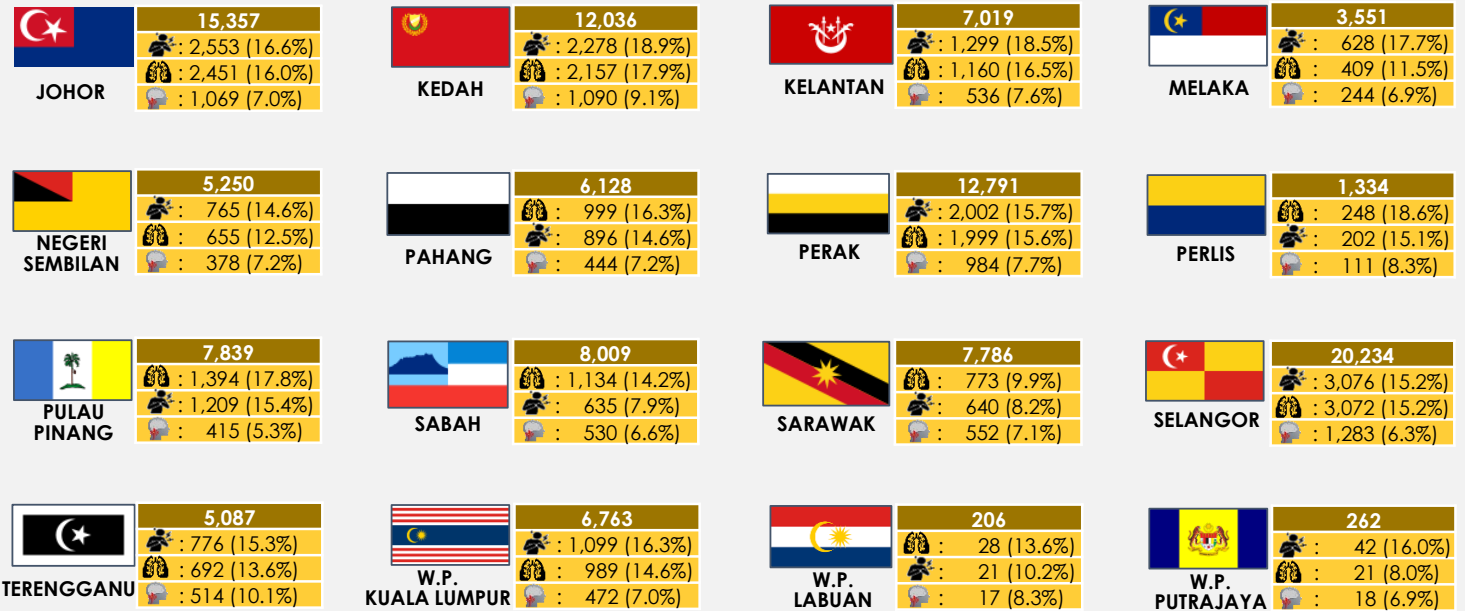 15,357
: 2,553 (16.6%)
: 2,451 (16.0%)
: 1,069 (7.0%)
JOHOR
12,036
: 2,278 (18.9%)
: 2,157 (17.9%)
: 1,090 (9.1%)
KEDAH
7,019
: 1,299 (18.5%)
: 1,160 (16.5%)
: 536 (7.6%)
KELANTAN
3,551
: 628 (17.7%)
: 409 (11.5%)
: 244 (6.9%)
MELAKA
5,250
: 765 (14.6%)
: 655 (12.5%)
: 378 (7.2%)
NEGERI
SEMBILAN
6,128
: 999 (16.3%)
: 896 (14.6%)
: 444 (7.2%)
PAHANG
12,791
: 2,002 (15.7%)
: 1,999 (15.6%)
: 984 (7.7%)
PERAK
1,334
: 248 (18.6%)
: 202 (15.1%)
: 111 (8.3%)
PERLIS
7,839
: 1,394 (17.8%)
: 1,209 (15.4%)
: 415 (5.3%)
PULAU
PINANG
8,009
: 1,134 (14.2%)
: 635 (7.9%)
: 530 (6.6%)
SABAH
7,786
: 773 (9.9%)
: 640 (8.2%)
: 552 (7.1%)
SARAWAK
20,234
: 3,076 (15.2%)
: 3,072 (15.2%)
: 1,283 (6.3%)
SELANGOR
5,087
: 776 (15.3%)
: 692 (13.6%)
: 514 (10.1%)
TERENGGANU
6,763
: 1,099 (16.3%)
: 989 (14.6%)
: 472 (7.0%)
W.P.
KUALA LUMPUR
206
: 28 (13.6%)
: 21 (10.2%)
: 17 (8.3%)
W.P.
LABUAN
262
: 42 (16.0%)
: 21 (8.0%)
: 18 (6.9%)
W.P.
PUTRAJAYA